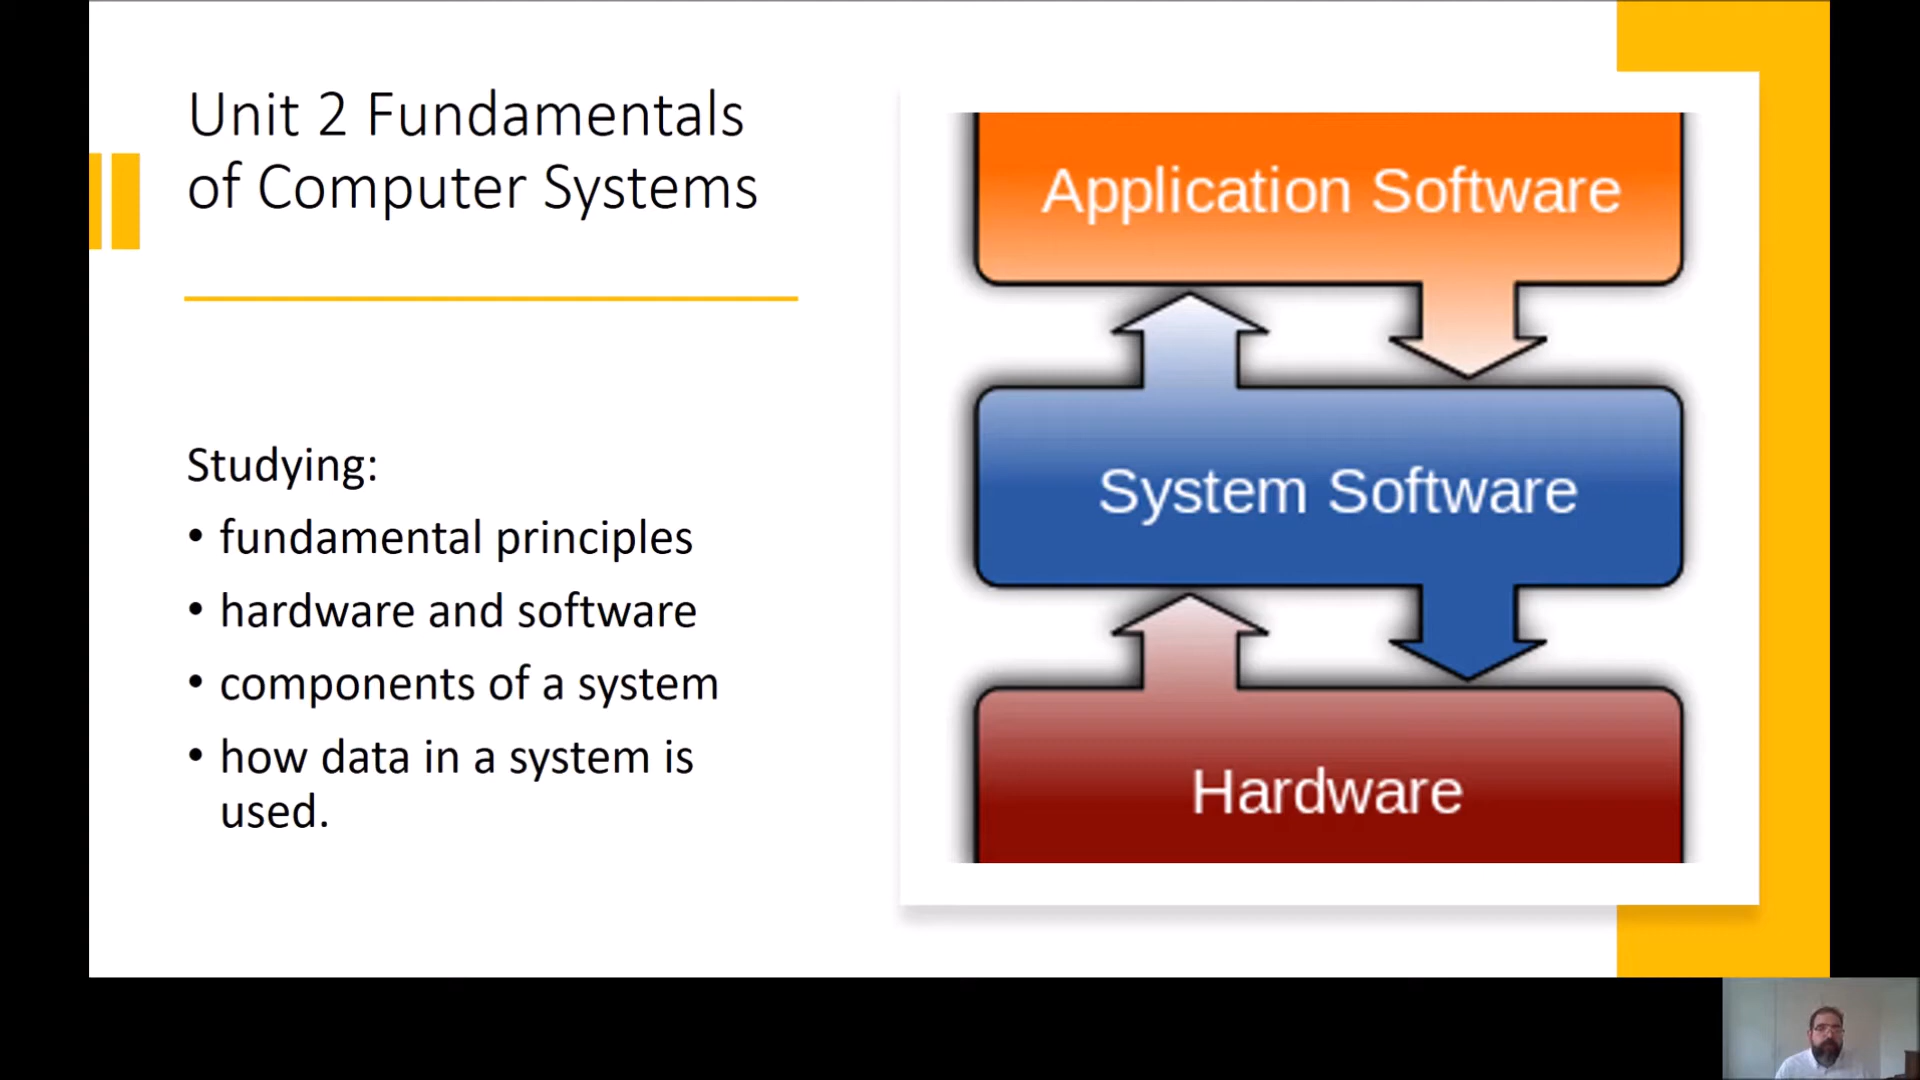 Unit 2 Fundamentals
of Computer Systems
Studying:
• fundamental principles
• hardware and software
• components of a system
• how data in a system is
used.
Application Software
System Software
Hardware